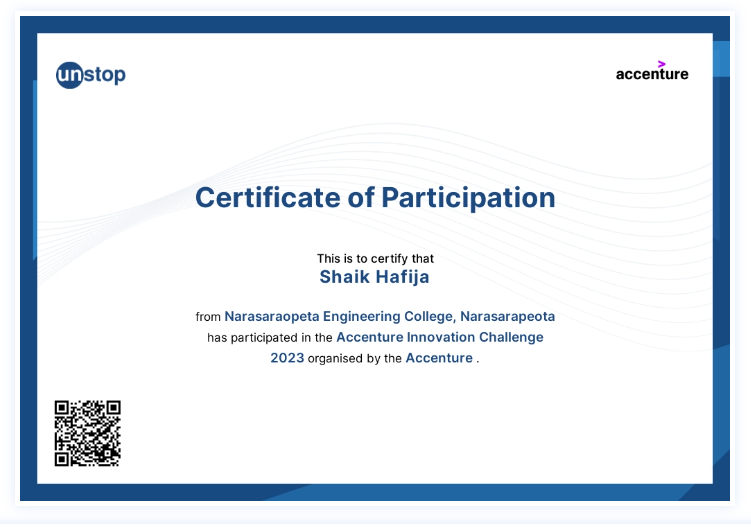 unstop
accenture
Certificate of Participation
This is to certify that
Shaik Hafija
from Narasaraopeta Engineering College, Narasarapeota
has participated in the Accenture Innovation Challenge
2023 organised by the Accenture .